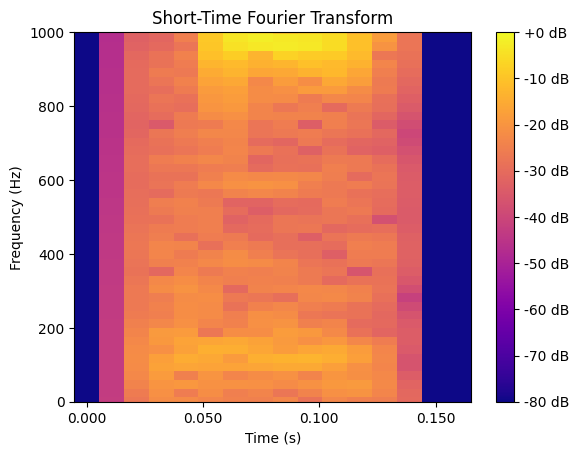 Short-Time Fourier Transform
1000
800
600
400
200
0
Frequency (Hz)
0.000
0.050
0.100
0.150
Time (s)
+0 dB
-10 dB
-20 dB
-30 dB
-40 dB
-50 dB
-60 dB
-70 dB
-80 dB